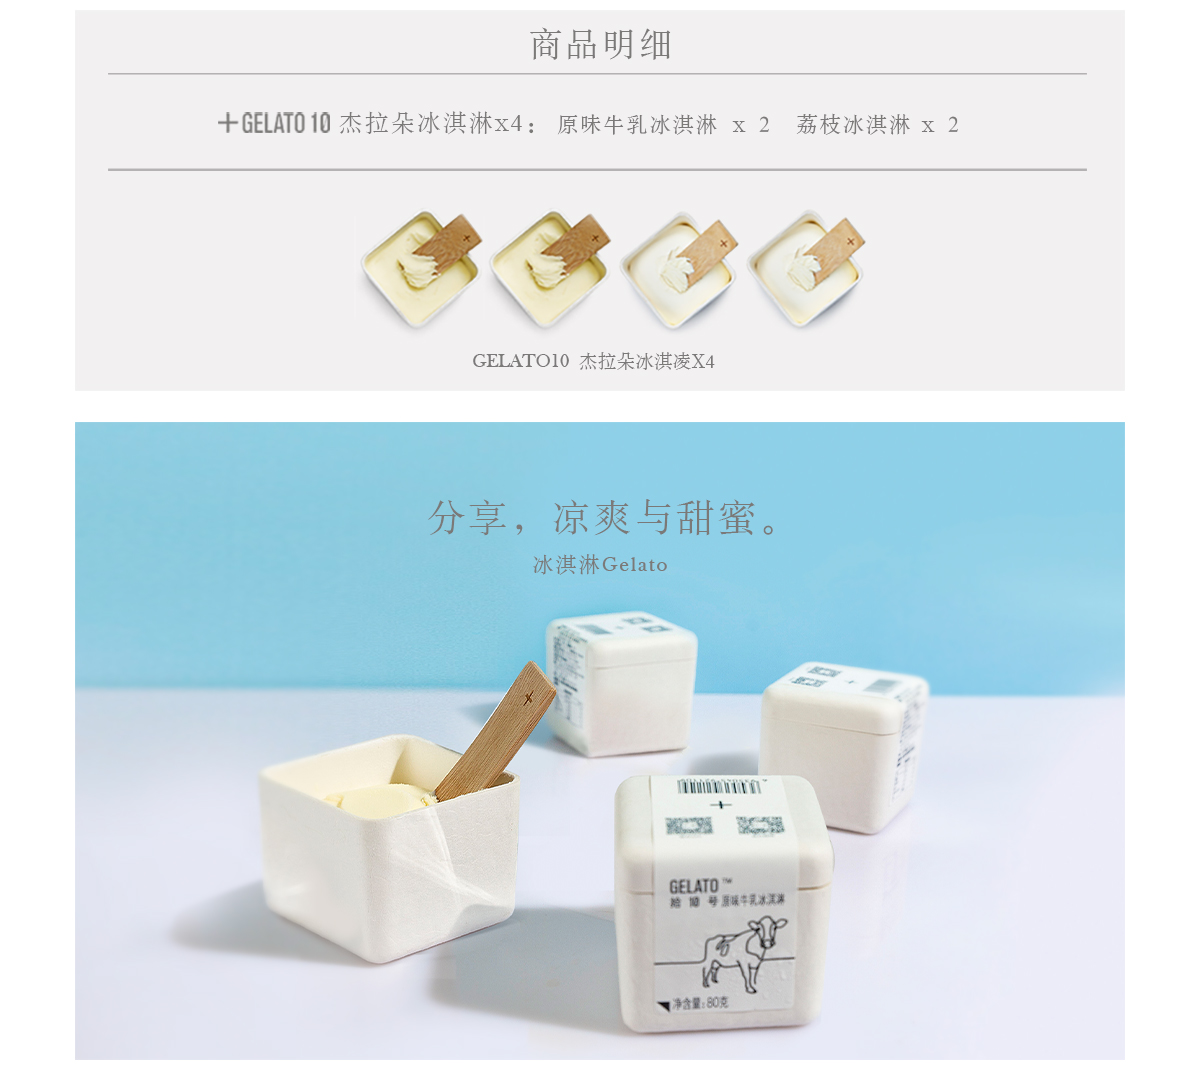 商品明细
+GELATO 10 杰拉朵冰淇淋x4： 原味牛乳冰淇淋 x 2 荔枝冰淇淋 x 2
GELATO10 杰拉朵冰淇凌X4
分享，凉爽与甜蜜。
冰淇淋Gelato
GELATO™
拾 10 号 原味牛乳冰淇淋
净含量: 80克